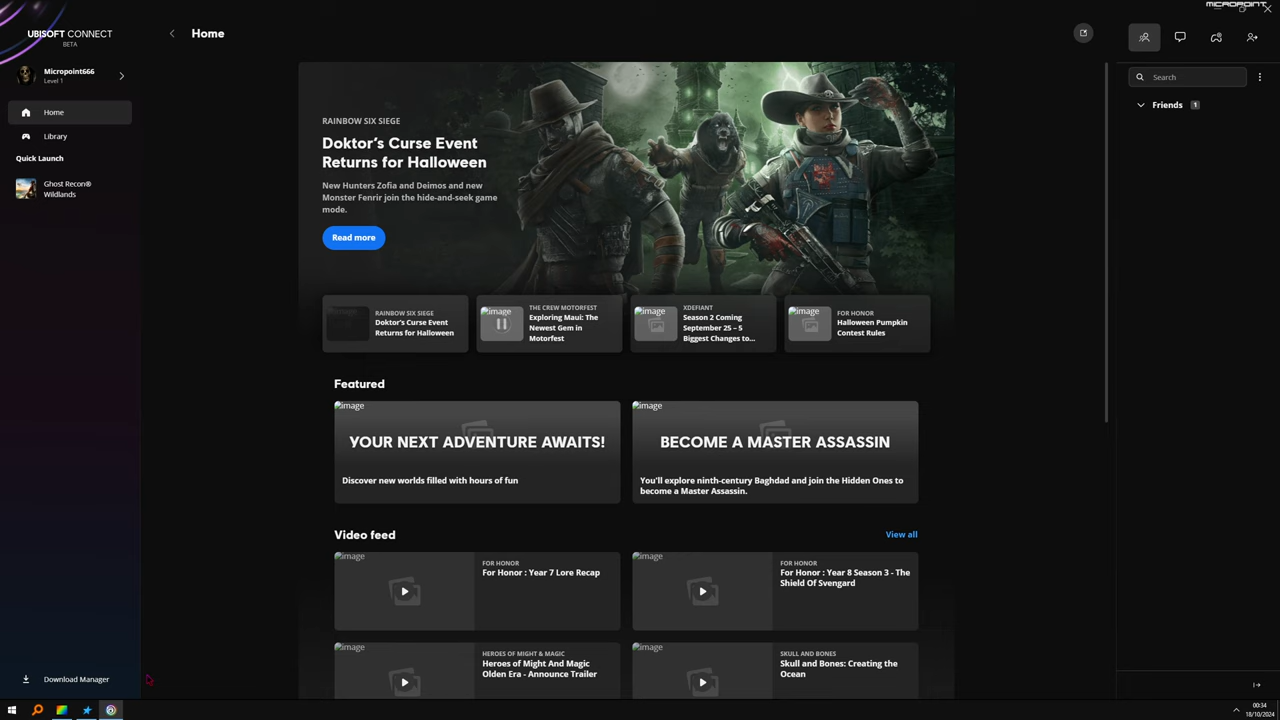 MICROPOINT
UBISOFT CONNECT
BETA
Home
Micropoint666
Level 1
Home
Library
Quick Launch
Ghost Recon®
Wildlands
Search
Friends 1
RAINBOW SIX SIEGE
Doktor's Curse Event
Returns for Halloween
New Hunters Zofia and Deimos and new
Monster Fenrir join the hide-and-seek game
mode.
Read more
RAINBOW SIX SIEGE
Doktor's Curse Event
Returns for Halloween
image
THE CREW MOTORFEST
Exploring Maui: The
Newest Gem in
Motorfest
image
XDEFIANT
Season 2 Coming
September 25 – 5
Biggest Changes to...
image
FOR HONOR
Halloween Pumpkin
Contest Rules
Featured
image
YOUR NEXT ADVENTURE AWAITS!
Discover new worlds filled with hours of fun
image
BECOME A MASTER ASSASSIN
You'll explore ninth-century Baghdad and join the Hidden Ones to
become a Master Assassin.
Video feed
View all
image
FOR HONOR
For Honor : Year 7 Lore Recap
image
FOR HONOR
For Honor : Year 8 Season 3 - The
Shield Of Svengard
image
HEROES OF MIGHT & MAGIC
Heroes of Might And Magic
Olden Era - Announce Trailer
image
SKULL AND BONES
Skull and Bones: Creating the
Ocean
Download Manager
00:34
18/10/2024